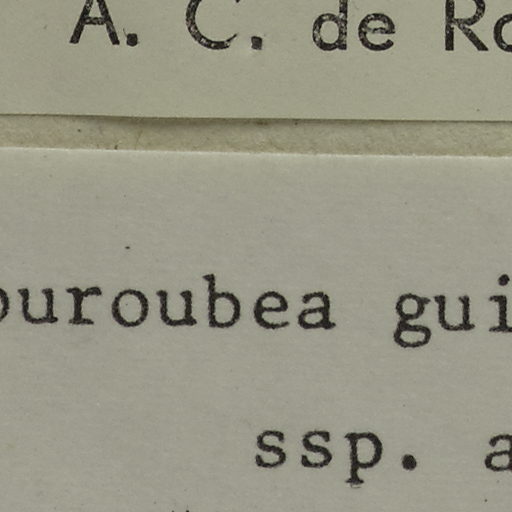 A. C. de Ro
ouroubea gui
ssp. a